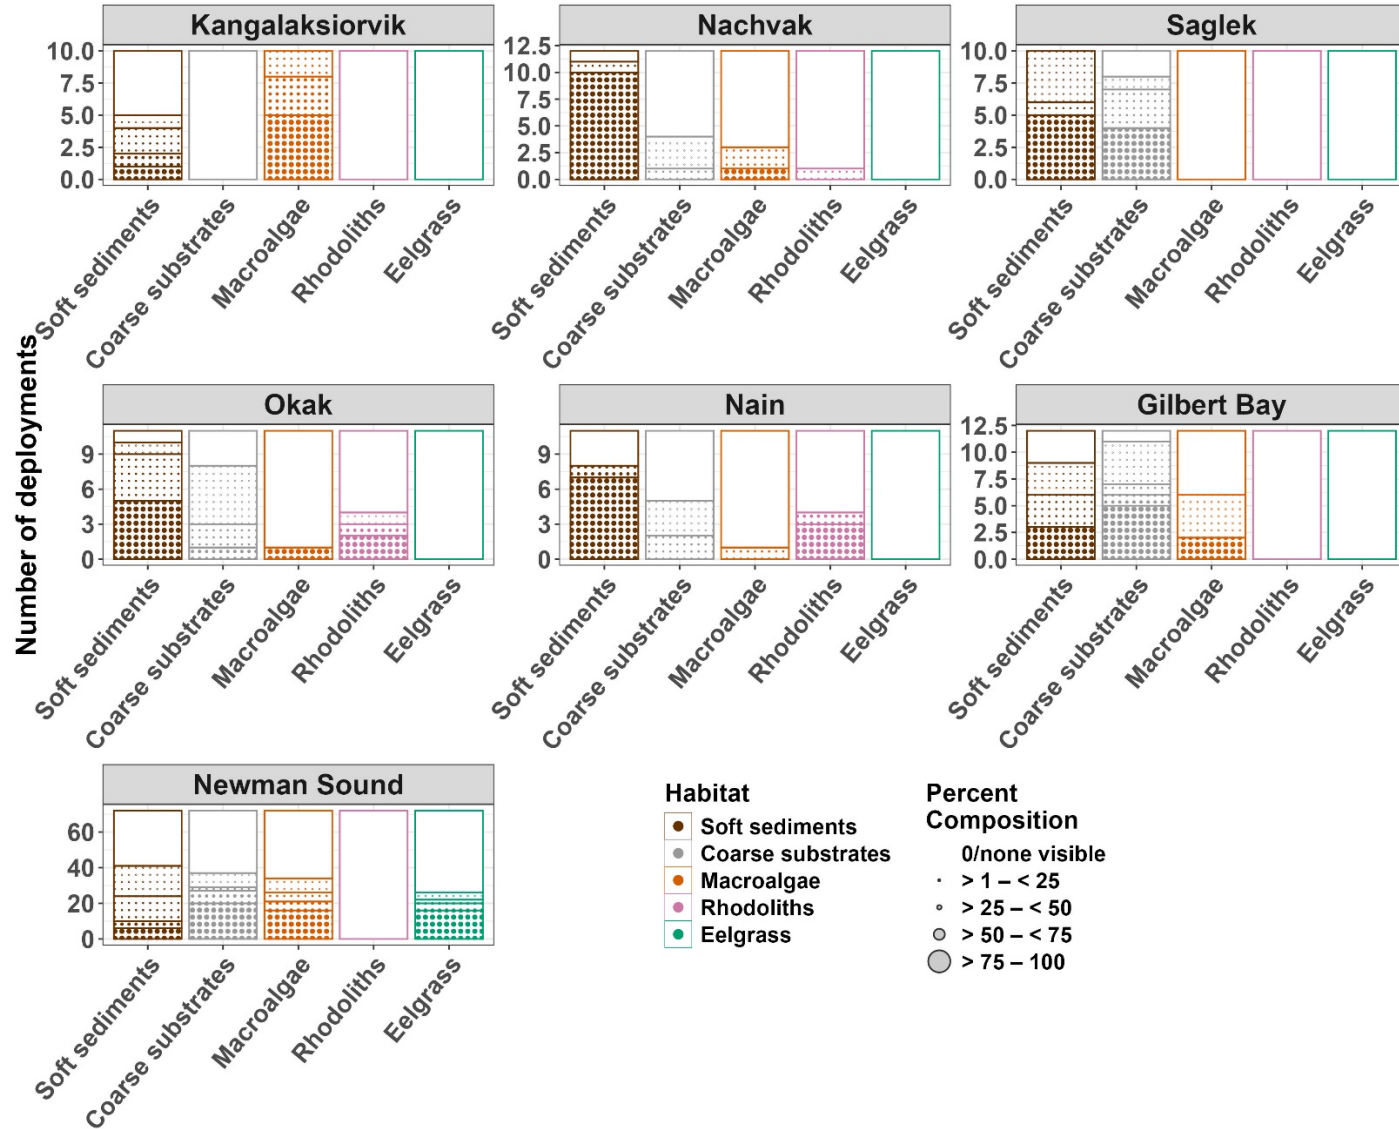 Kangalaksiorvik
Nachvak
Saglek
10.0
7.5
5.0
2.5
0.0
12.5
10.0
7.5
5.0
2.5
0.0
10.0
7.5
5.0
2.5
0.0
Soft sediments
Coarse substrates
Macroalgae
Rhodoliths
Eelgrass
Soft sediments
Coarse substrates
Macroalgae
Rhodoliths
Eelgrass
Soft sediments
Coarse substrates
Macroalgae
Rhodoliths
Eelgrass
Number of deployments
Okak
Nain
Gilbert Bay
9
6
3
0
9
6
3
0
12.5
10.0
7.5
5.0
2.5
0.0
Soft sediments
Coarse substrates
Macroalgae
Rhodoliths
Eelgrass
Soft sediments
Coarse substrates
Macroalgae
Rhodoliths
Eelgrass
Soft sediments
Coarse substrates
Macroalgae
Rhodoliths
Eelgrass
Newman Sound
60
40
20
0
Soft sediments
Coarse substrates
Macroalgae
Rhodoliths
Eelgrass
Habitat
Soft sediments
Coarse substrates
Macroalgae
Rhodoliths
Eelgrass
Percent
Composition
0/none visible
> 1 – < 25
> 25 – < 50
> 50 – < 75
> 75 – 100